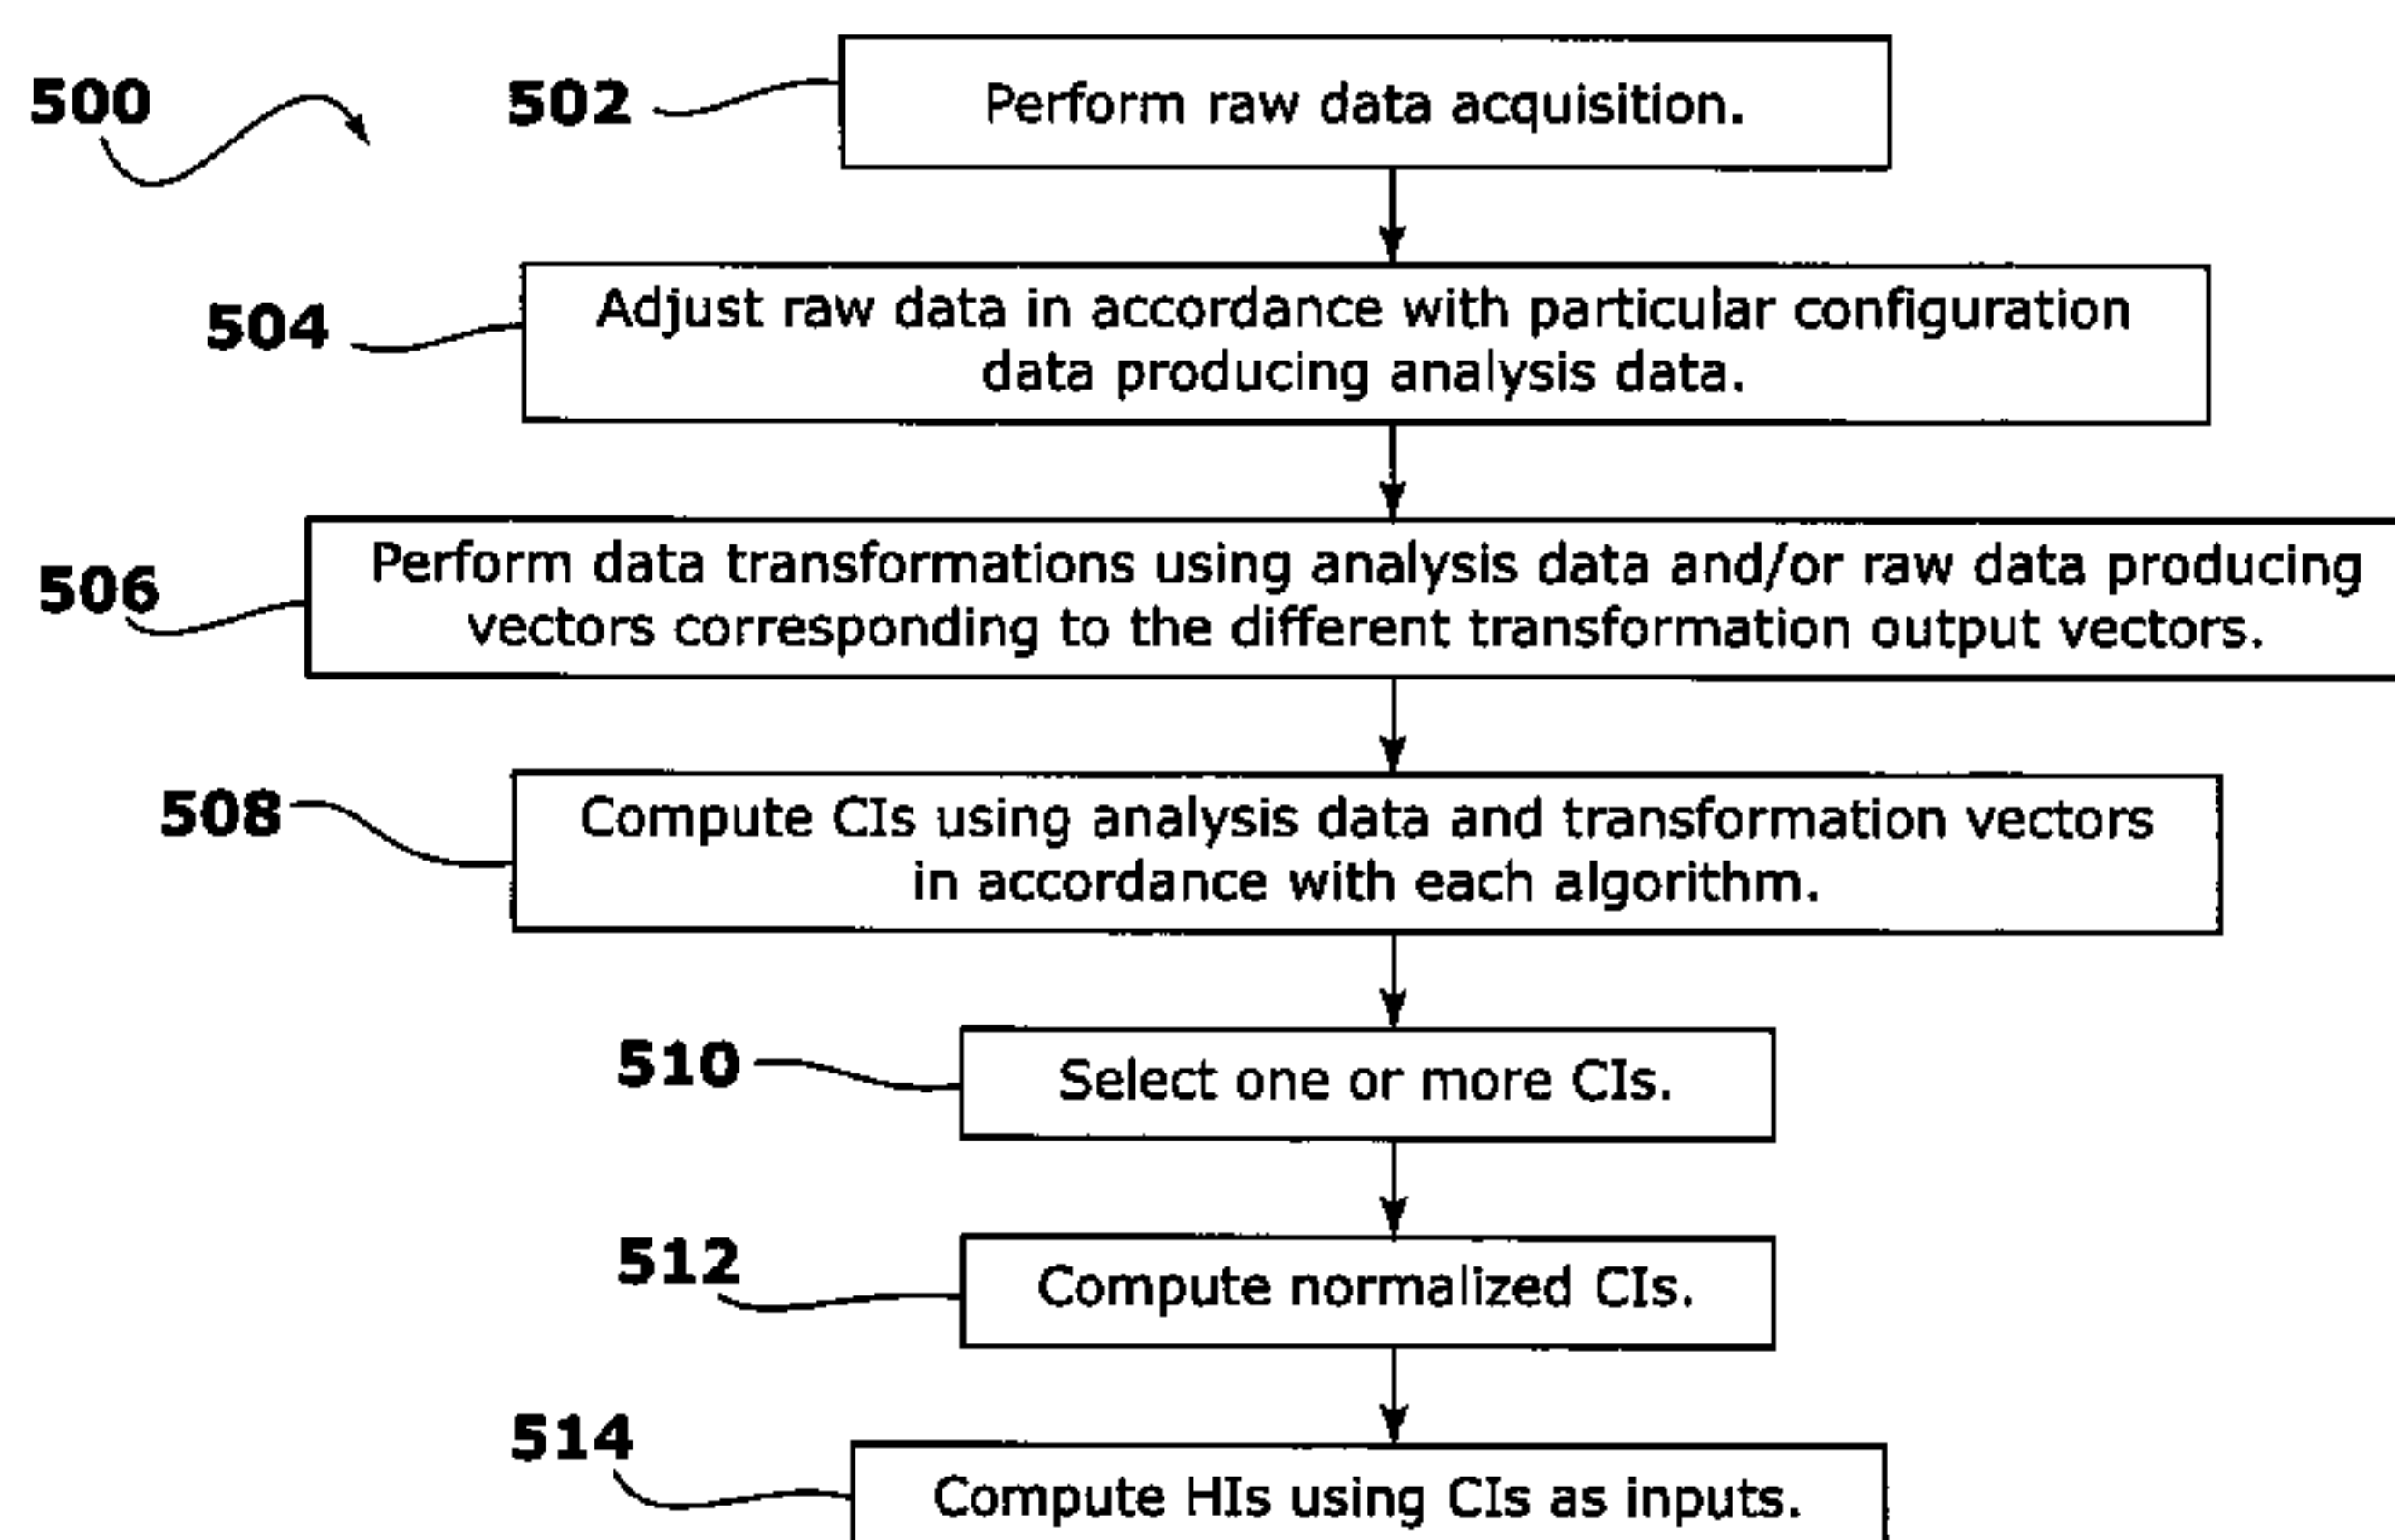 500
502
Perform raw data acquisition.
504
Adjust raw data in accordance with particular configuration
data producing analysis data.
506
Perform data transformations using analysis data and/or raw data producing
vectors corresponding to the different transformation output vectors.
508
Compute CIs using analysis data and transformation vectors
in accordance with each algorithm.
510
Select one or more CIs.
512
Compute normalized CIs.
514
Compute HIs using CIs as inputs.